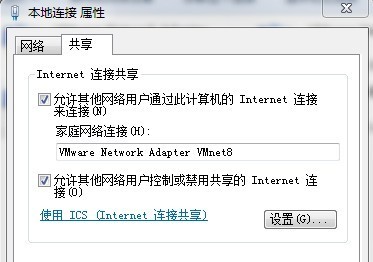 本地连接 属性
网络
共享
Internet 连接共享
允许其他网络用户通过此计算机的 Internet 连接
来连接(N)
家庭网络连接(H):
VMware Network Adapter VMnet8
允许其他网络用户控制或禁用共享的 Internet 连
接(O)
使用 ICS (Internet 连接共享)
设置(G)...